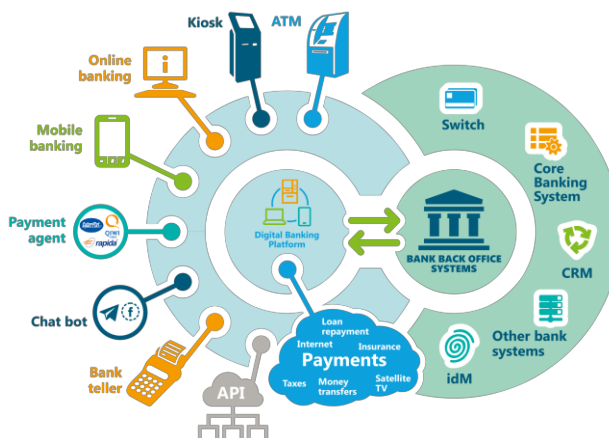 Kiosk
ATM
Online
banking
Mobile
banking
Payment
agent
QIWI
rapida
Chat bot
Bank
teller
API
Digital Banking
Platform
Loan
repayment
Internet
Insurance
Payments
Taxes
Money
transfers
Satellite
TV
BANK BACK OFFICE
SYSTEMS
Switch
Core
Banking
System
CRM
Other bank
systems
idM